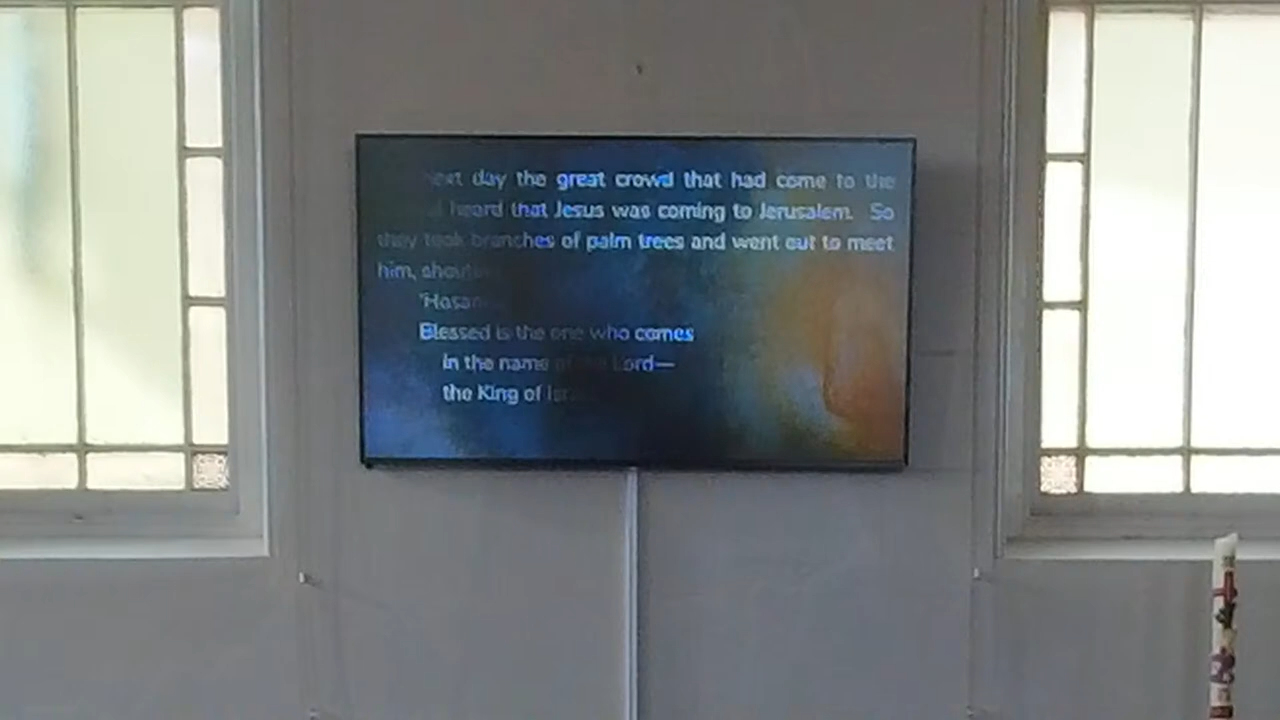 day the great crowd that had come to the
heard that Jesus was coming to Jerusalem. So
they took branches of palm trees and went out to meet
him,
Blessed is the one who comes
in the name of Lord—
the King of